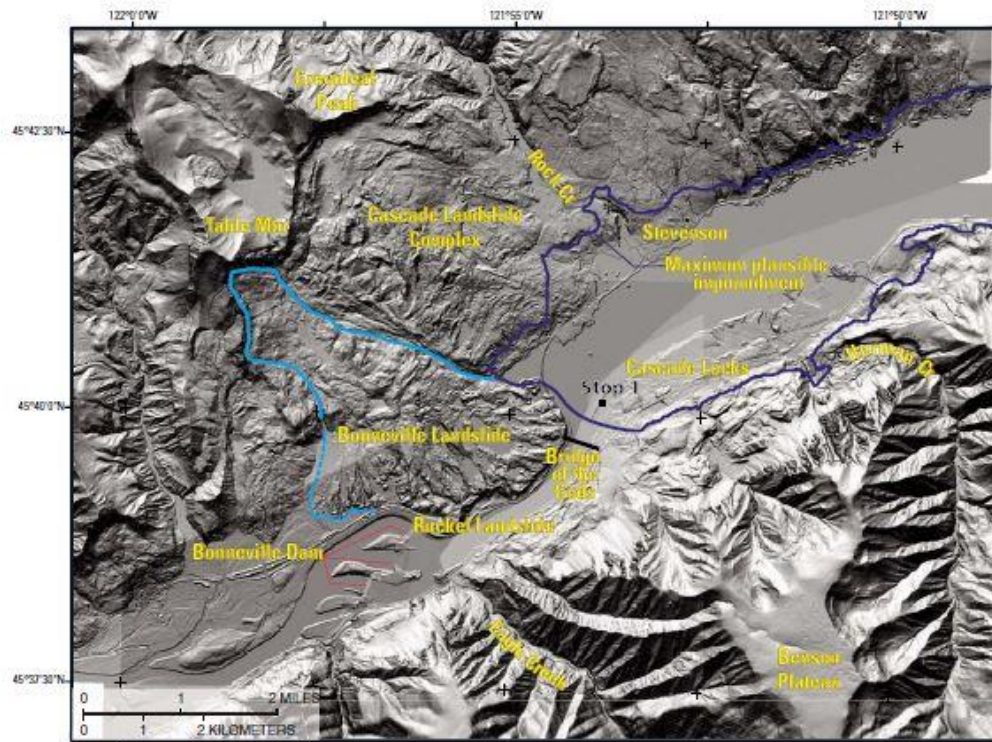 122°0'0"W
121°55'0"W
121°50'0"W
Greenleaf
Peak
45°42'30"N
Rock Cr
Table Mtn
Cascade Landslide
Complex
Stevenson
Maximum plausible
impoundment
Cascade Locks
Stop 1
45°40'0"N
Bonneville Landslide
Bridge
of the
Gods
Ruckel Landslide
Bonneville Dam
Eagle Creek
Benson
Plateau
45°37'30"N
0 1 2 MILES
0 1 2 KILOMETERS